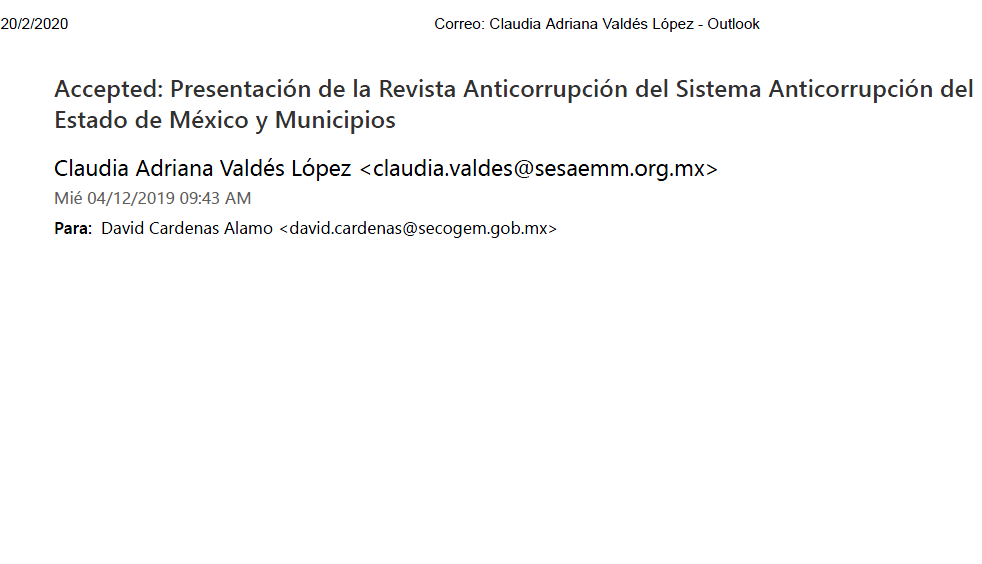 20/2/2020 Correo: Claudia Adriana Valdés López - Outlook
Accepted: Presentación de la Revista Anticorrupción del Sistema Anticorrupción del
Estado de México y Municipios
Claudia Adriana Valdés López <claudia.valdes@sesaemm.org.mx>
Mié 04/12/2019 09:43 AM
Para: David Cardenas Alamo <david.cardenas@secogem.gob.mx>